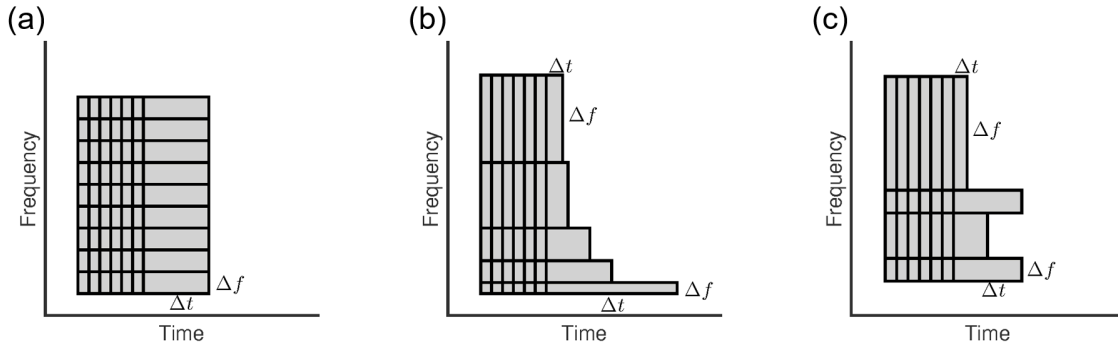 (a)
Frequency
Δf
Δt
Time
(b)
Δt
Δf
Frequency
Δf
Δt
Time
(c)
Δt
Δf
Frequency
Δf
Δt
Time